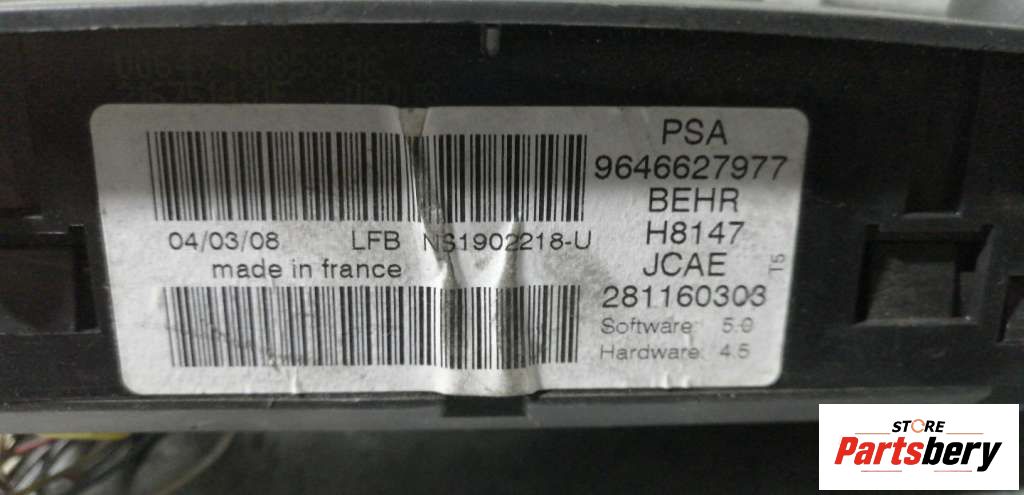 04/03/08 LFB NS1902218-U
made in france
PSA
9646627977
BEHR
H8147
JCAE
281160303
T5
Software: 5.0
Hardware: 4.5
STORE
Partsbery